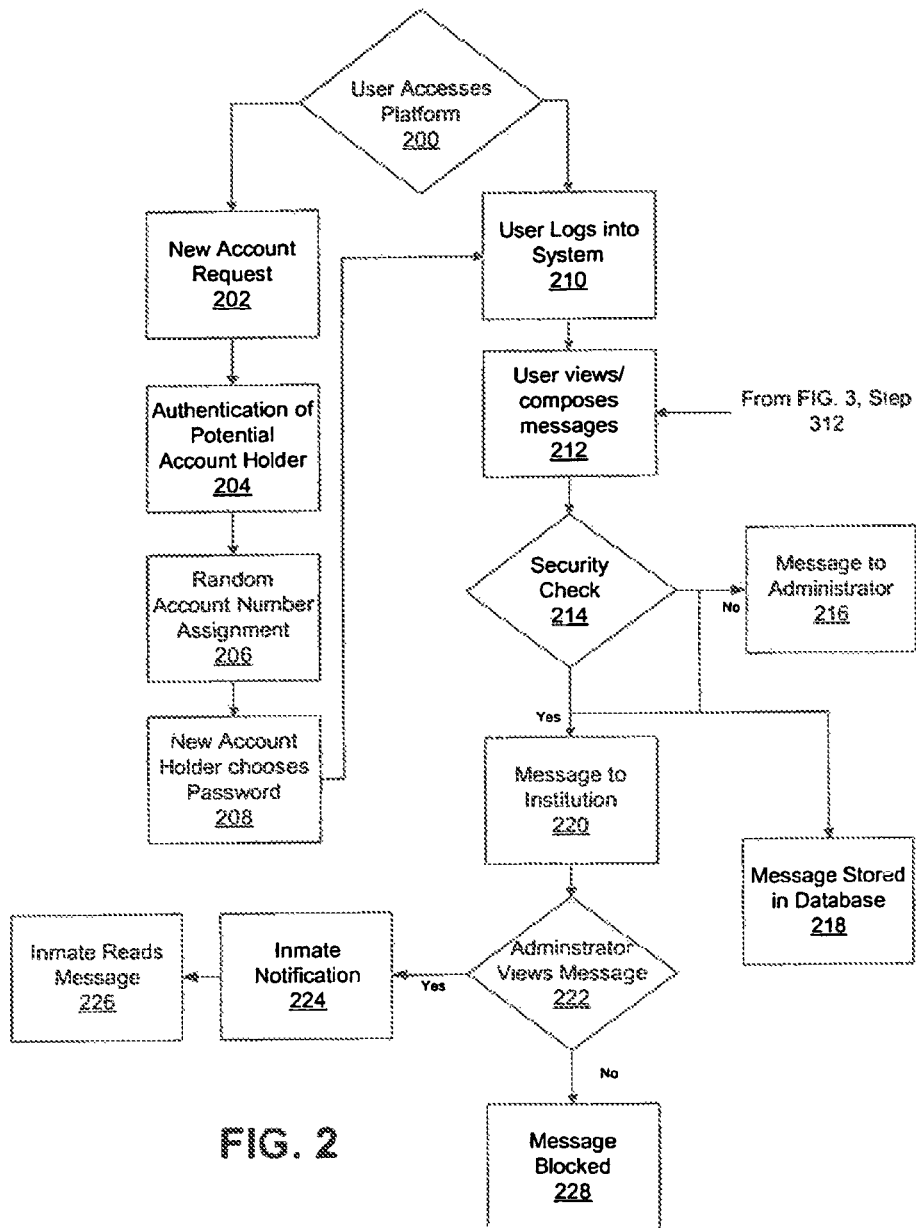 User Accesses
Platform
200
New Account
Request
202
Authentication of
Potential
Account Holder
204
Random
Account Number
Assignment
206
New Account
Holder chooses
Password
208
User Logs into
System
210
User views/
composes
messages
212
From FIG. 3, Step
312
Security
Check
214
No
Message to
Administrator
216
Yes
Message to
Institution
220
Message Stored
in Database
218
Adminstrator
Views Message
222
Yes
Inmate
Notification
224
Inmate Reads
Message
226
No
Message
Blocked
228
FIG. 2